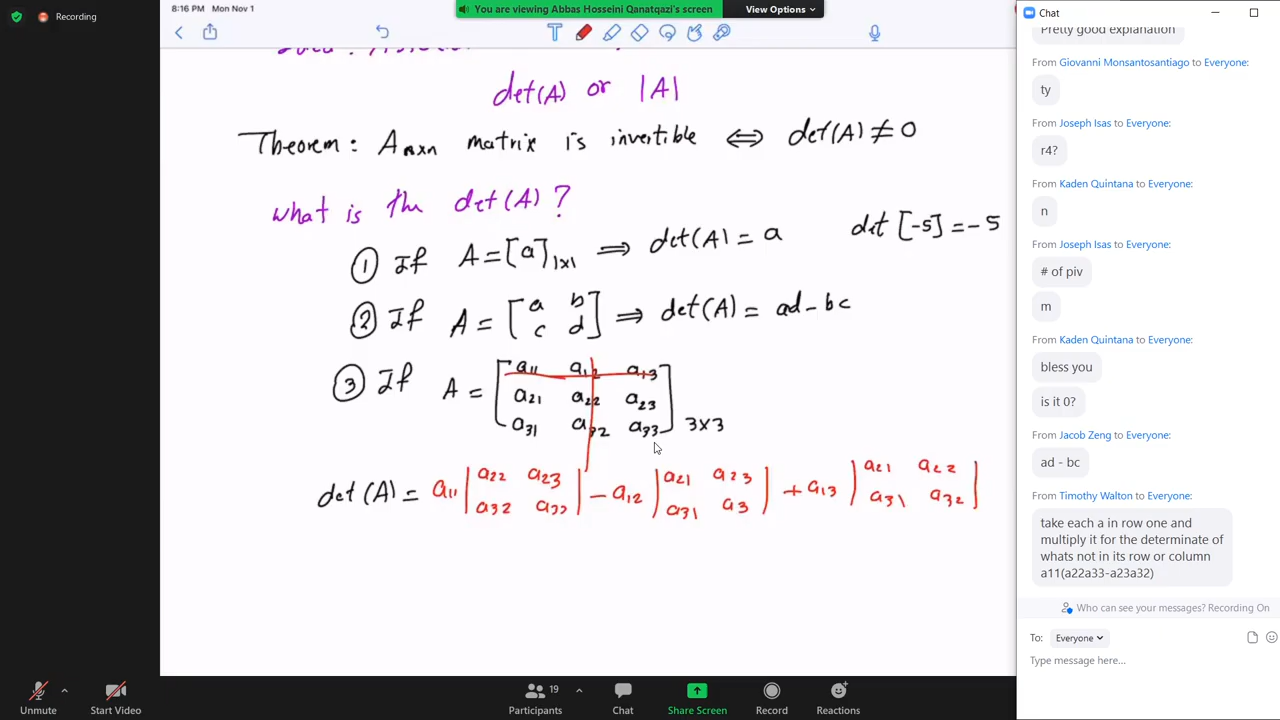 Recording
8:16 PM Mon Nov 1
You are viewing Abbas Hosseini Qanatqazi's screen
View Options
det(A) or |A|
Theorem: A nxn matrix is invertible ⟺ det(A) ≠ 0
what is the det(A)?
① If A = [a] 1x1 ⟹ det(A) = a det [-5] = -5
② If A = [a b
c d] ⟹ det(A) = ad - bc
③ If A = [a11 a12 a13
a21 a22 a23
a31 a32 a33] 3x3
det(A) = a11 |a22 a23
a32 a33| - a12 |a21 a23
a31 a3| + a13 |a21 a22
a31 a32|
Chat
Pretty good explanation
From Giovanni Monsantosantiago to Everyone:
ty
From Joseph Isas to Everyone:
r4?
From Kaden Quintana to Everyone:
n
From Joseph Isas to Everyone:
# of piv
m
From Kaden Quintana to Everyone:
bless you
is it 0?
From Jacob Zeng to Everyone:
ad - bc
From Timothy Walton to Everyone:
take each a in row one and
multiply it for the determinate of
whats not in its row or column
a11(a22a33-a23a32)
Who can see your messages? Recording On
To: Everyone
Type message here...
Unmute
Start Video
19
Participants
Chat
Share Screen
Record
Reactions